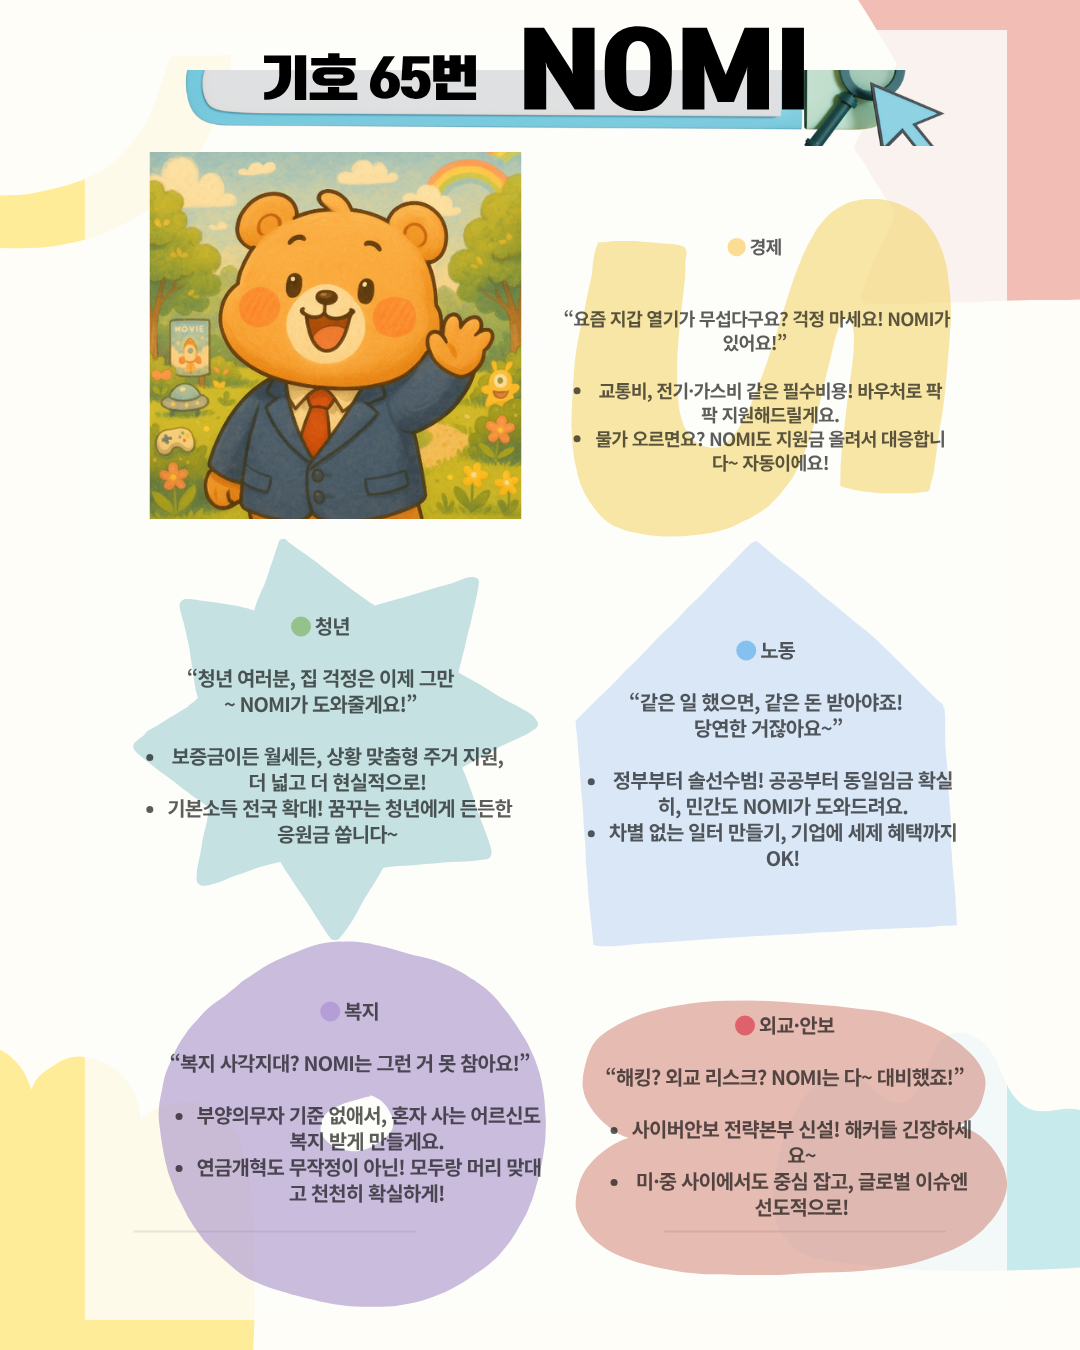 기호 65번 NOMI
MOVIE
경제
“요즘 지갑 열기가 무섭다구요? 걱정 마세요! NOMI가
있어요!”
• 교통비, 전기·가스비 같은 필수비용! 바우처로 팍
팍 지원해드릴게요.
• 물가 오르면요? NOMI도 지원금 올려서 대응합니
다~ 자동이에요!
청년
“청년 여러분, 집 걱정은 이제 그만
~ NOMI가 도와줄게요!”
• 보증금이든 월세든, 상황 맞춤형 주거 지원,
더 넓고 더 현실적으로!
• 기본소득 전국 확대! 꿈꾸는 청년에게 든든한
응원금 쏩니다~
노동
“같은 일 했으면, 같은 돈 받아야죠!
당연한 거잖아요~”
• 정부부터 솔선수범! 공공부터 동일임금 확실
히, 민간도 NOMI가 도와드려요.
• 차별 없는 일터 만들기, 기업에 세제 혜택까지
OK!
복지
“복지 사각지대? NOMI는 그런 거 못 참아요!”
• 부양의무자 기준 없애서, 혼자 사는 어르신도
복지 받게 만들게요.
• 연금개혁도 무작정이 아닌! 모두랑 머리 맞대
고 천천히 확실하게!
외교·안보
“해킹? 외교 리스크? NOMI는 다~ 대비했죠!”
• 사이버안보 전략본부 신설! 해커들 긴장하세
요~
• 미·중 사이에서도 중심 잡고, 글로벌 이슈엔
선도적으로!